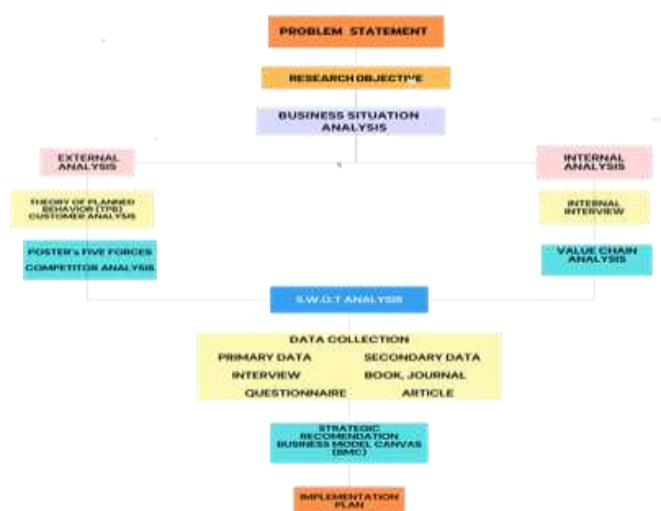 PROBLEM STATEMENT
RESEARCH OBJECTIVE
BUSINESS SITUATION
ANALYSIS
EXTERNAL
ANALYSIS
INTERNAL
ANALYSIS
THEORY OF PLANNED
BEHAVIOR (TPB)
CUSTOMER ANALYSIS
INTERNAL
INTERVIEW
POSTER's FIVE FORCES
COMPETITOR ANALYSIS
VALUE CHAIN
ANALYSIS
S.W.O.T ANALYSIS
DATA COLLECTION
PRIMARY DATA SECONDARY DATA
INTERVIEW BOOK, JOURNAL
QUESTIONNAIRE ARTICLE
STRATEGIC
RECOMENDATION
BUSINESS MODEL CANVAS
(BMC)
IMPLEMENTATION
PLAN